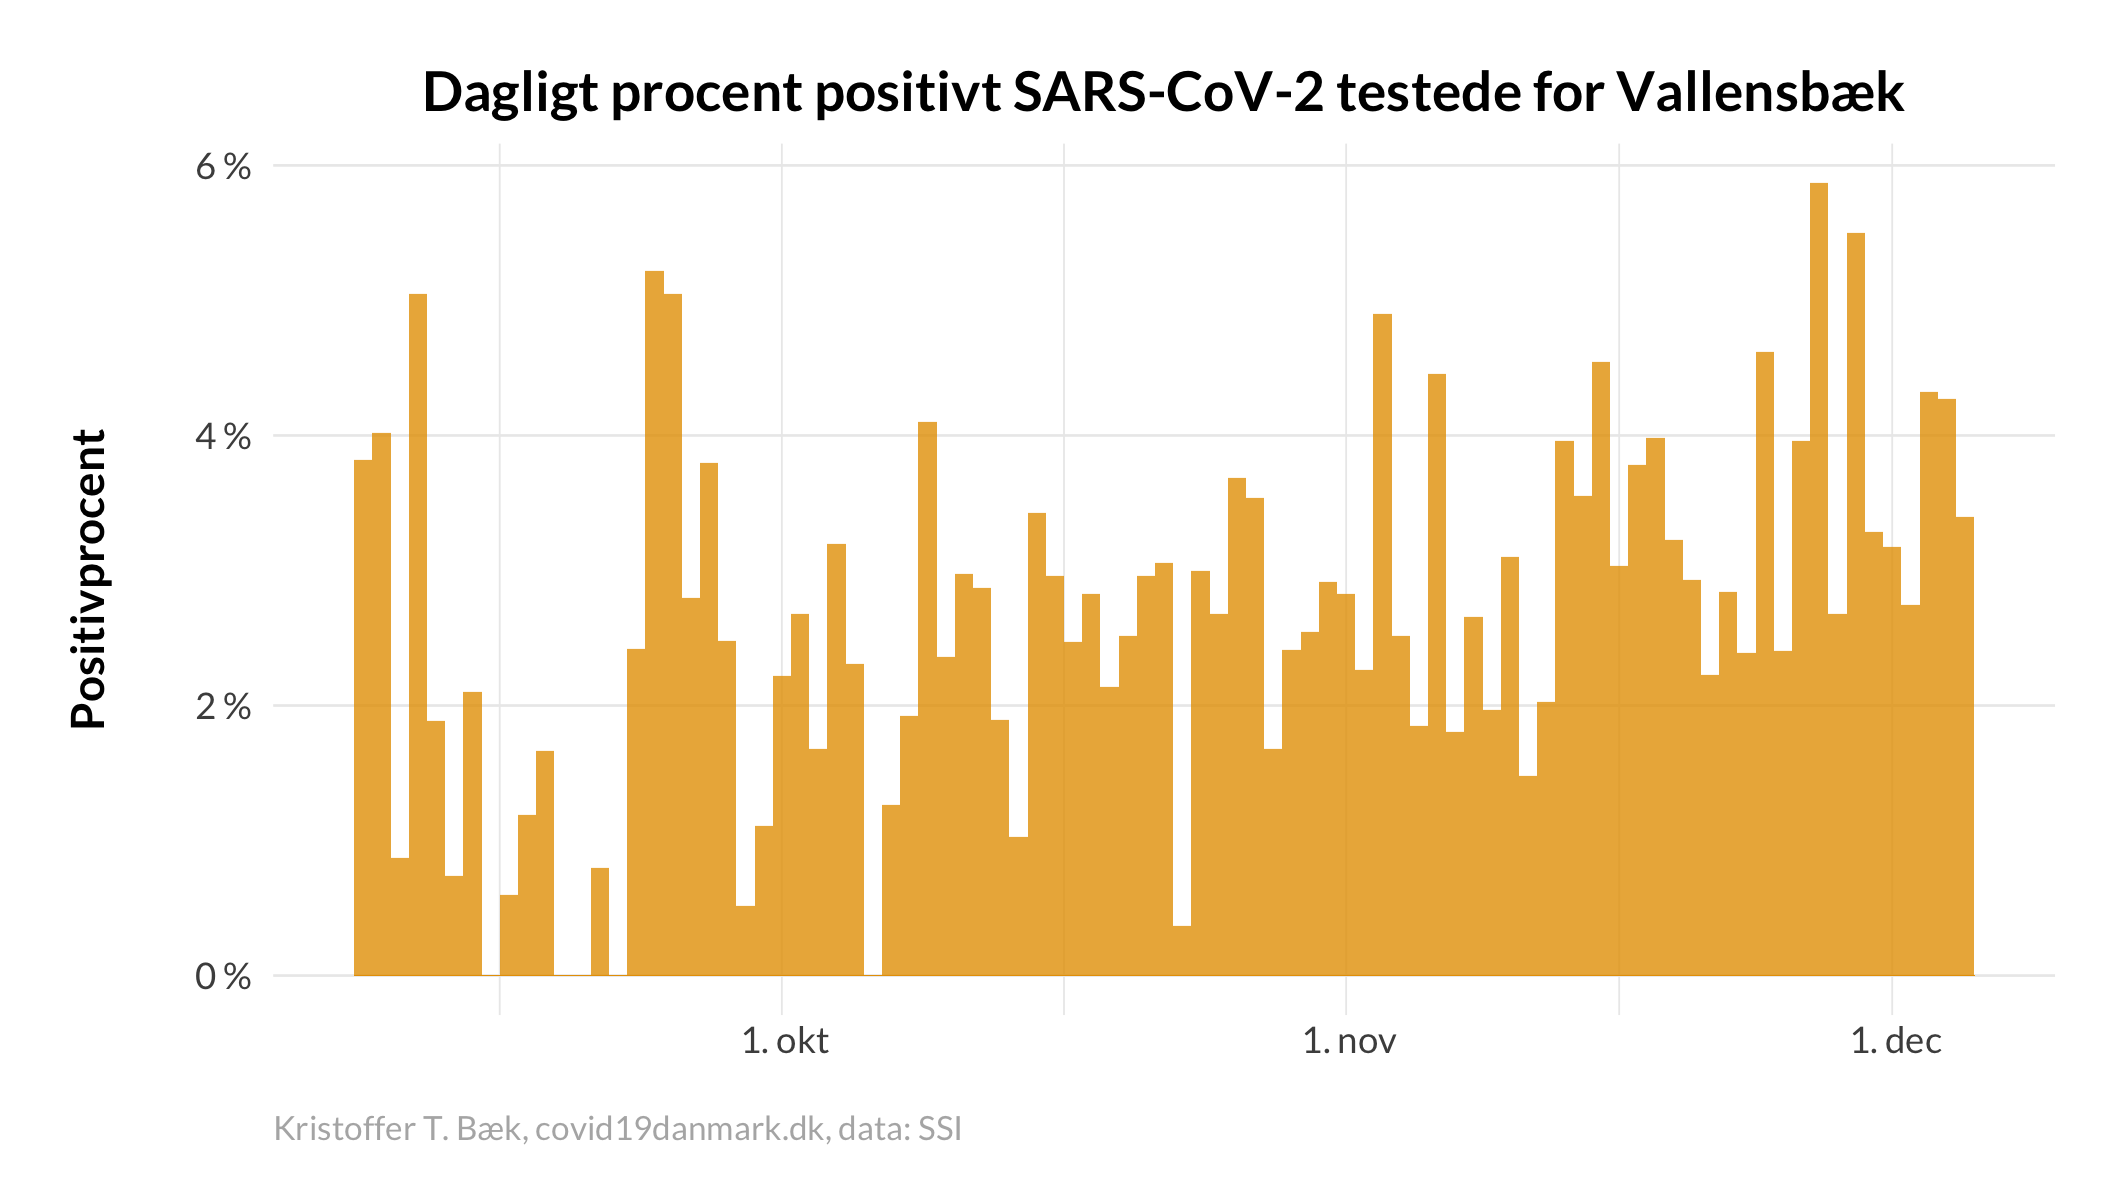 Dagligt procent positivt SARS-CoV-2 testede for Vallensbæk
Positivprocent
6 %
4 %
2 %
0 %
1. okt
1. nov
1. dec
Kristoffer T. Bæk, covid19danmark.dk, data: SSI